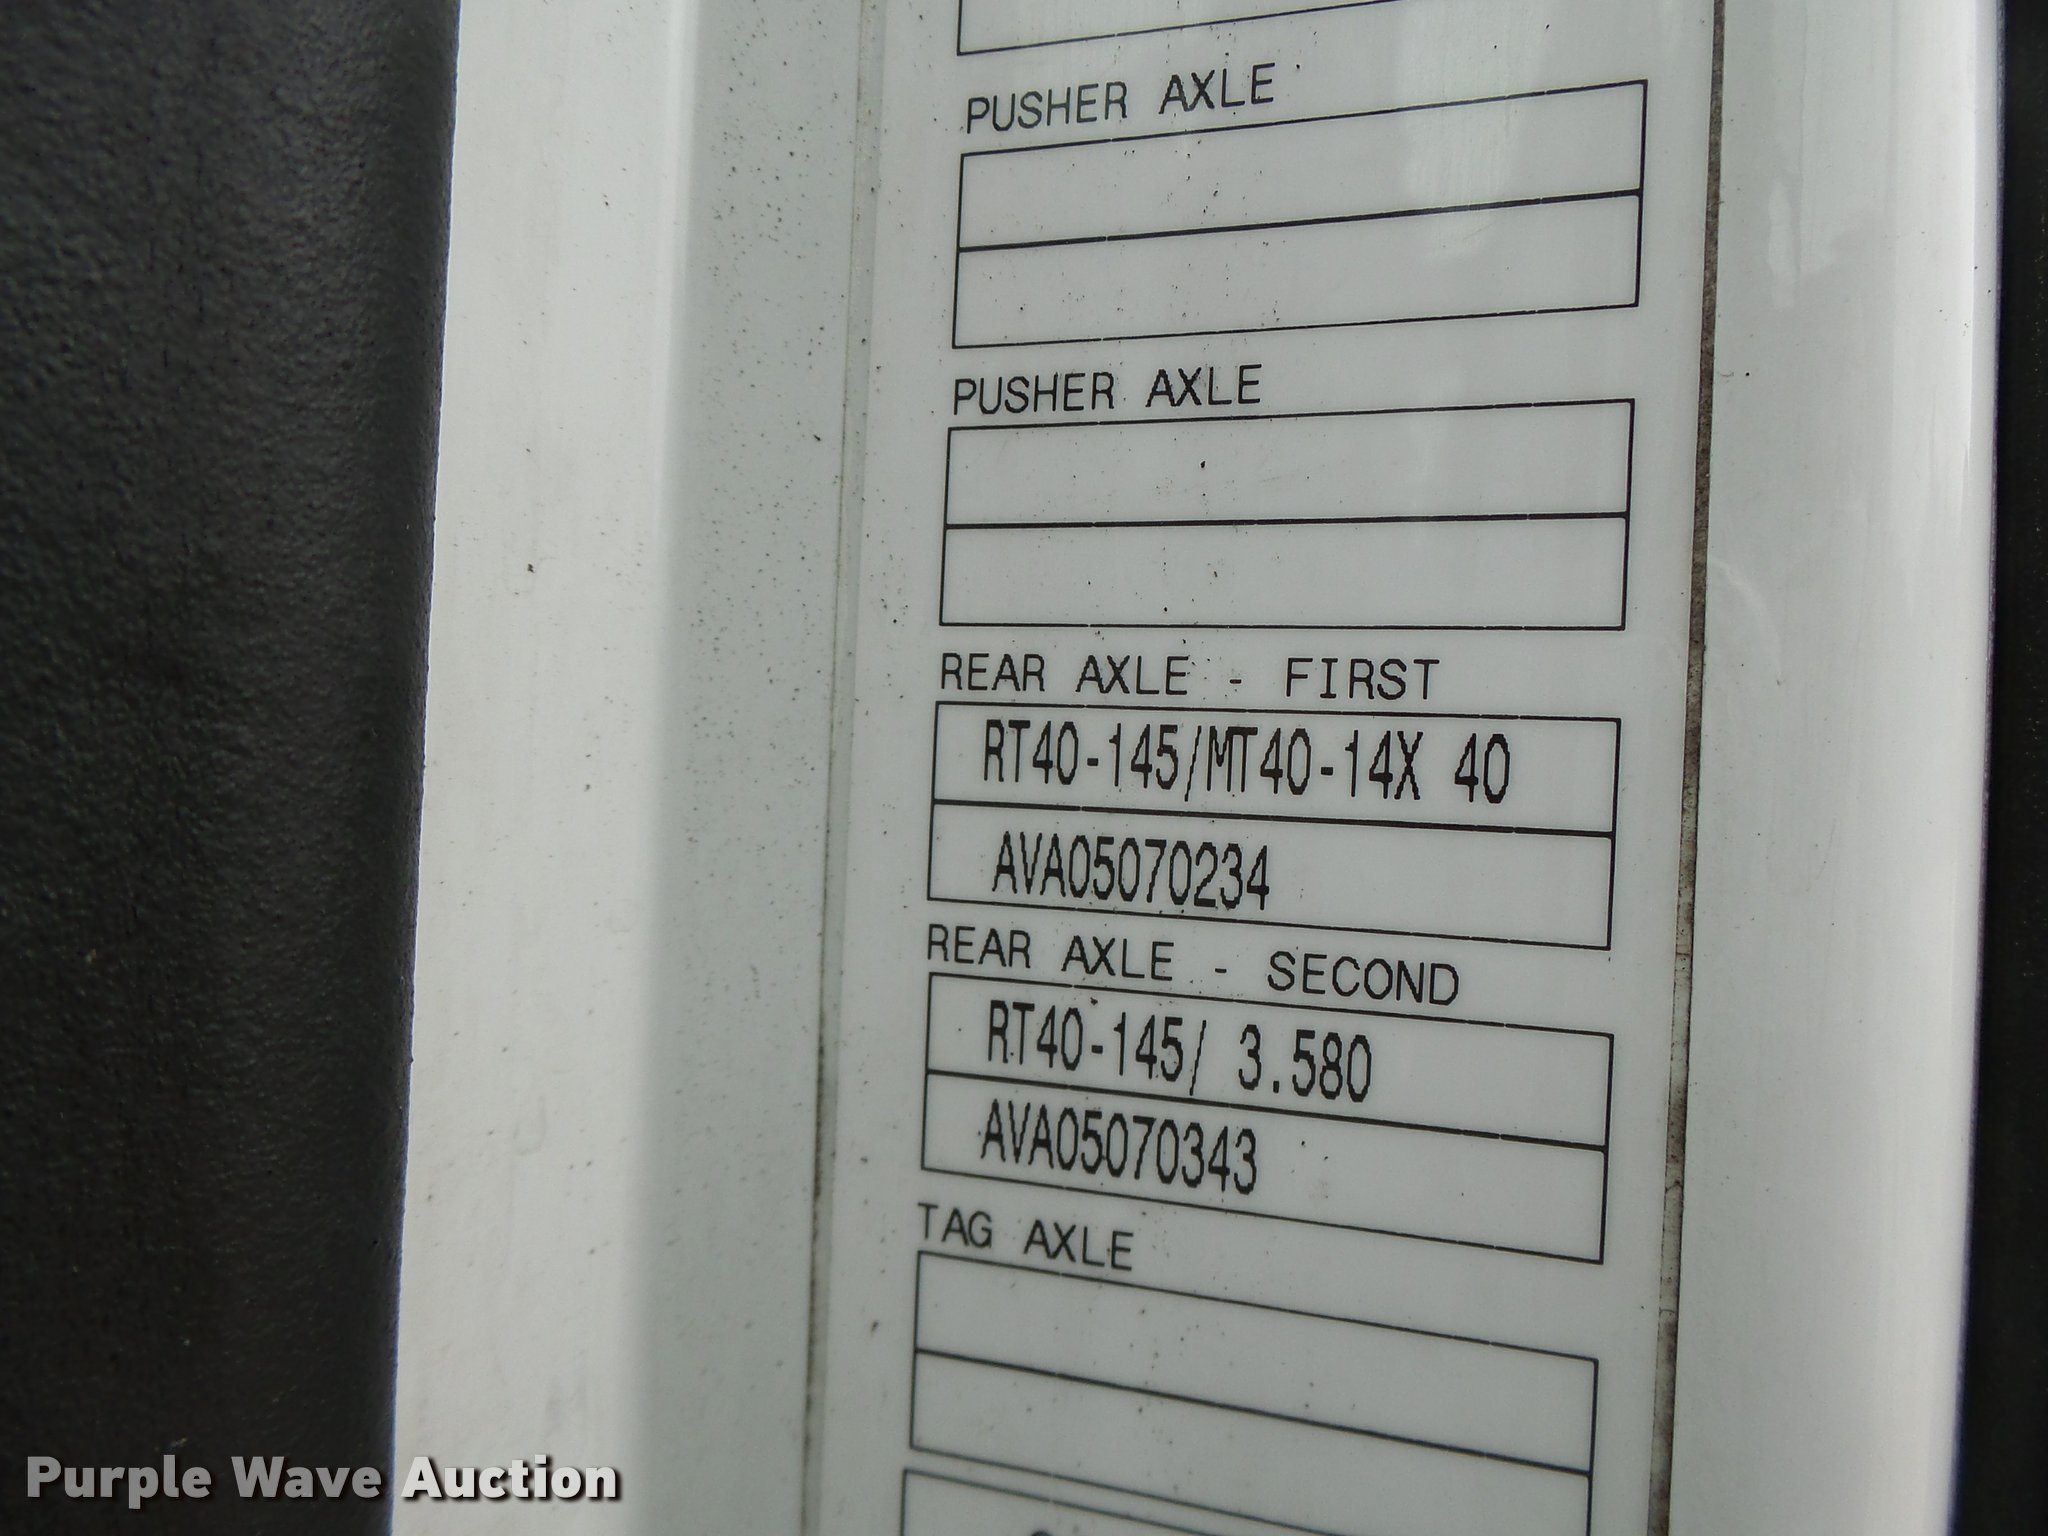 PUSHER AXLE
PUSHER AXLE
REAR AXLE - FIRST
RT40-145/MT40-14X 40
AVA05070234
REAR AXLE - SECOND
RT40-145/ 3.580
AVA05070343
TAG AXLE
Purple Wave Auction